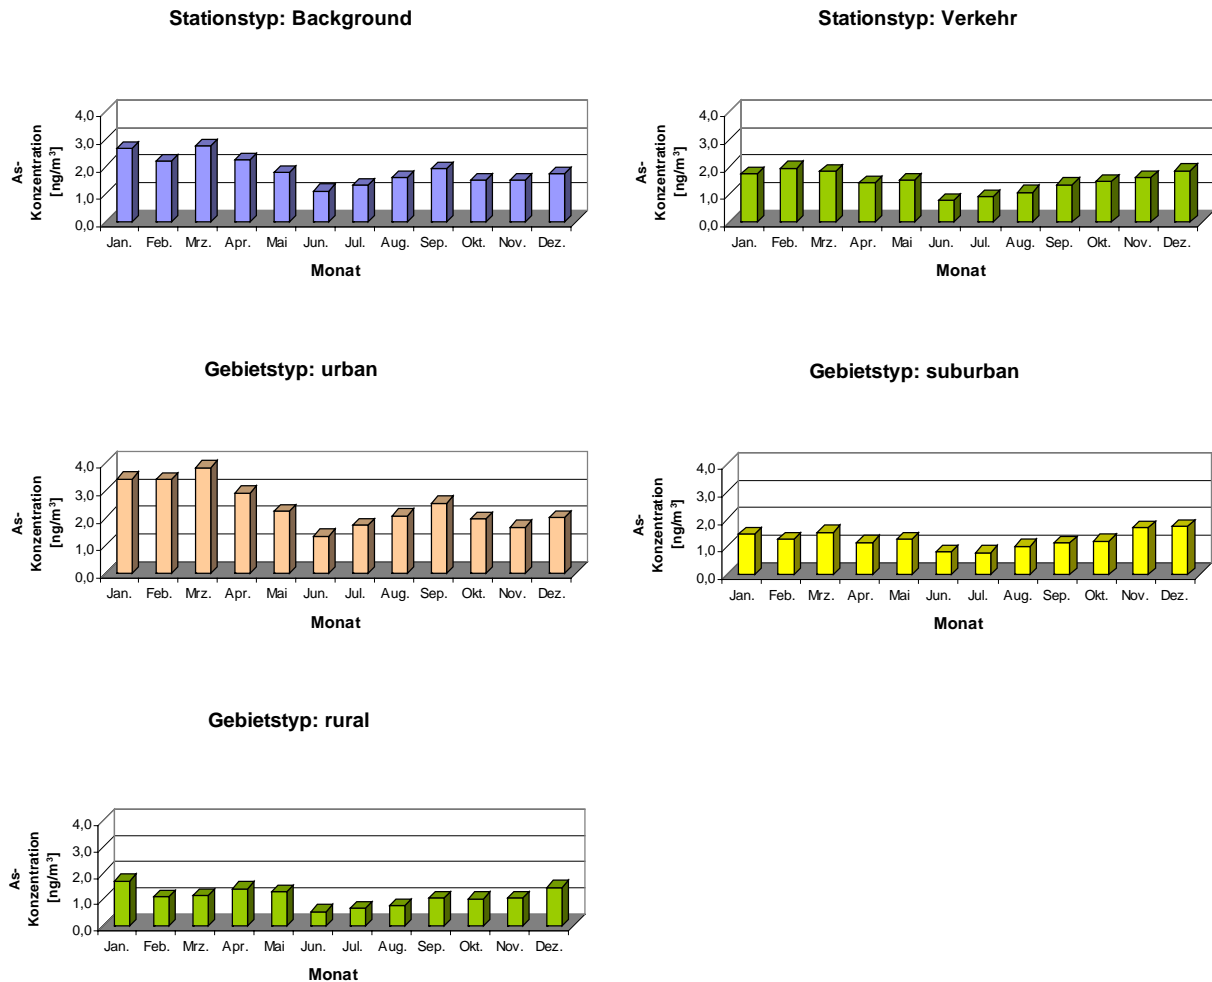 Stationstyp: Background
As-
Konzentration
[ng/m³]
4,0
3,0
2,0
1,0
0,0
Jan. Feb. Mrz. Apr. Mai Jun. Jul. Aug. Sep. Okt. Nov. Dez.
Monat
Stationstyp: Verkehr
As-
Konzentration
[ng/m³]
4,0
3,0
2,0
1,0
0,0
Jan. Feb. Mrz. Apr. Mai Jun. Jul. Aug. Sep. Okt. Nov. Dez.
Monat
Gebietstyp: urban
As-
Konzentration
[ng/m³]
4,0
3,0
2,0
1,0
0,0
Jan. Feb. Mrz. Apr. Mai Jun. Jul. Aug. Sep. Okt. Nov. Dez.
Monat
Gebietstyp: suburban
As-
Konzentration
[ng/m³]
4,0
3,0
2,0
1,0
0,0
Jan. Feb. Mrz. Apr. Mai Jun. Jul. Aug. Sep. Okt. Nov. Dez.
Monat
Gebietstyp: rural
As-
Konzentration
[ng/m³]
4,0
3,0
2,0
1,0
0,0
Jan. Feb. Mrz. Apr. Mai Jun. Jul. Aug. Sep. Okt. Nov. Dez.
Monat